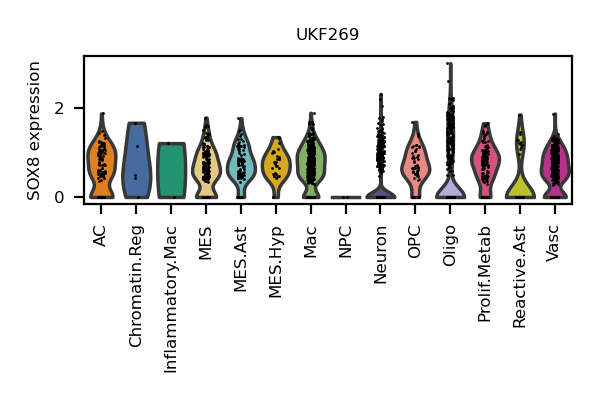 UKF269
SOX8 expression
2
0
AC
Chromatin.Reg
Inflammatory.Mac
MES
MES.Ast
MES.Hyp
Mac
NPC
Neuron
OPC
Oligo
Prolif.Metab
Reactive.Ast
Vasc